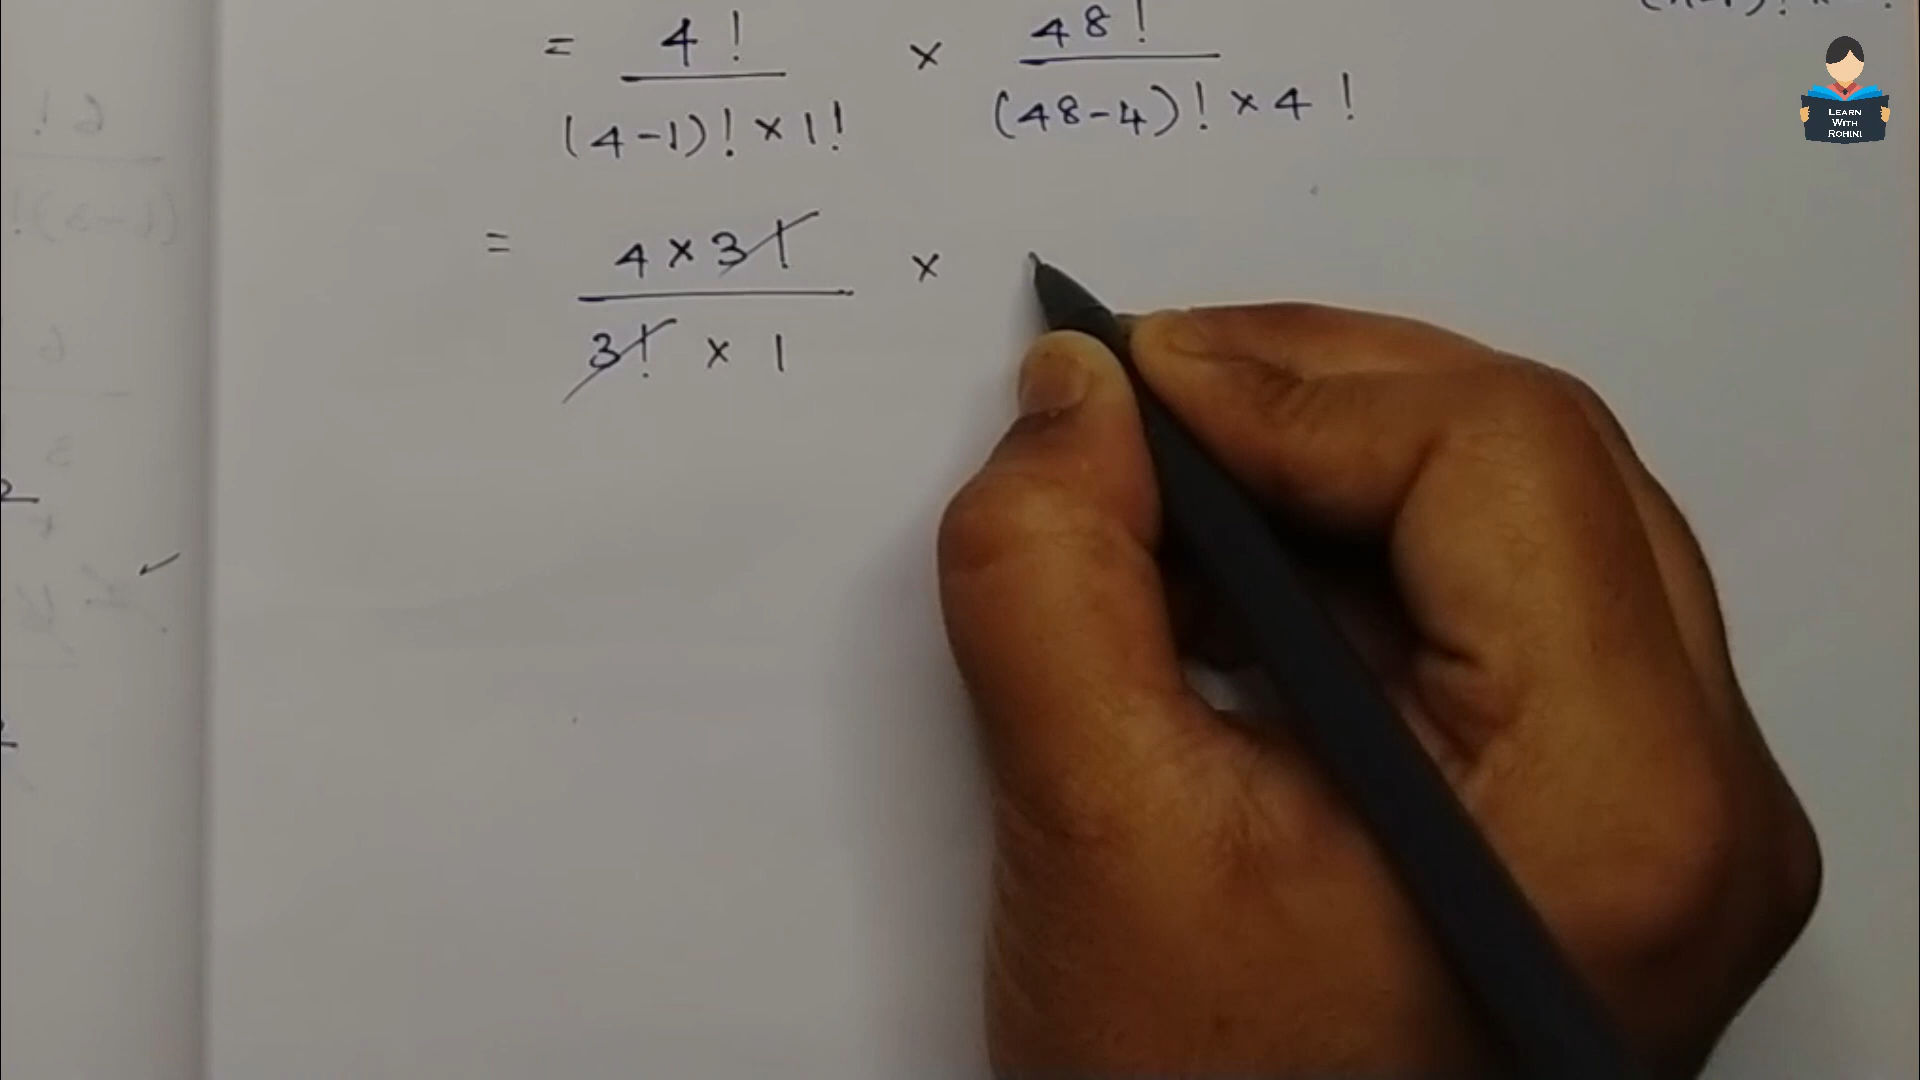 = 4! / (4-1)! × 1! × 48! / (48-4)! × 4!
LEARN
WITH
ROHINI
= 4 × 3! / 3! × 1 ×